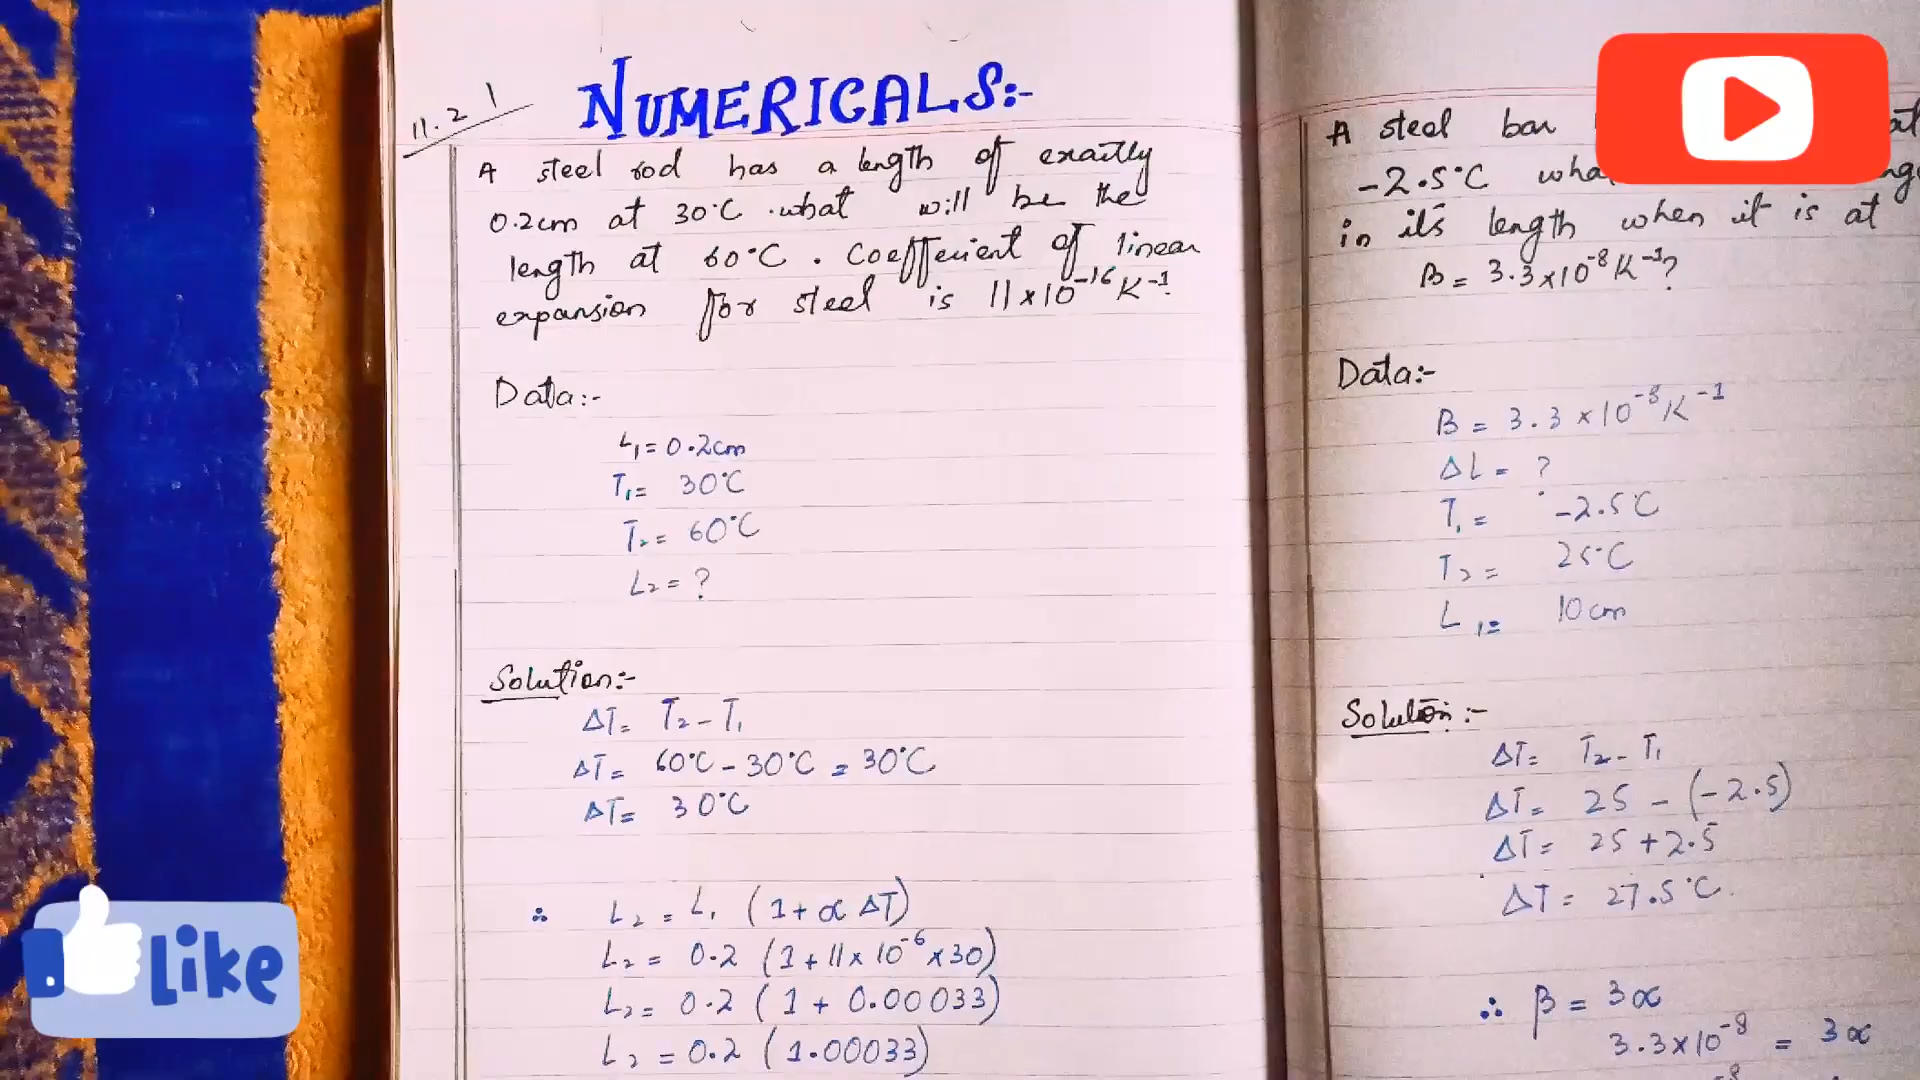 11.2 1
NUMERICALS:-
A steel rod has a length of exactly
0.2cm at 30°C . what will be the
length at 60°C . Coefficient of linear
expansion for steel is 11×10⁻¹⁶ K⁻¹.
Data:-
L₁= 0.2cm
T₁= 30°C
T₂= 60°C
L₂= ?
Solution:-
ΔT= T₂ - T₁
ΔT= 60°C - 30°C = 30°C
ΔT= 30°C
∴ L₂ = L₁ (1+ ∝ ΔT)
L₂ = 0.2 (1+11×10⁻⁶×30)
L₂= 0.2 (1 + 0.00033)
L₂ = 0.2 (1.00033)
A steel bar
-2.5°C
in its length when it is at
B = 3.3×10⁻⁸ K⁻¹?
Data:-
B = 3.3 × 10⁻⁸ K⁻¹
ΔL = ?
T₁ = -2.5°C
T₂ = 25°C
L₁= 10cm
Solution:-
ΔT= T₂ - T₁
ΔT= 25 - (-2.5)
ΔT= 25 + 2.5
ΔT = 27.5°C.
∴ β = 3∝
3.3×10⁻⁸ = 3∝
Like